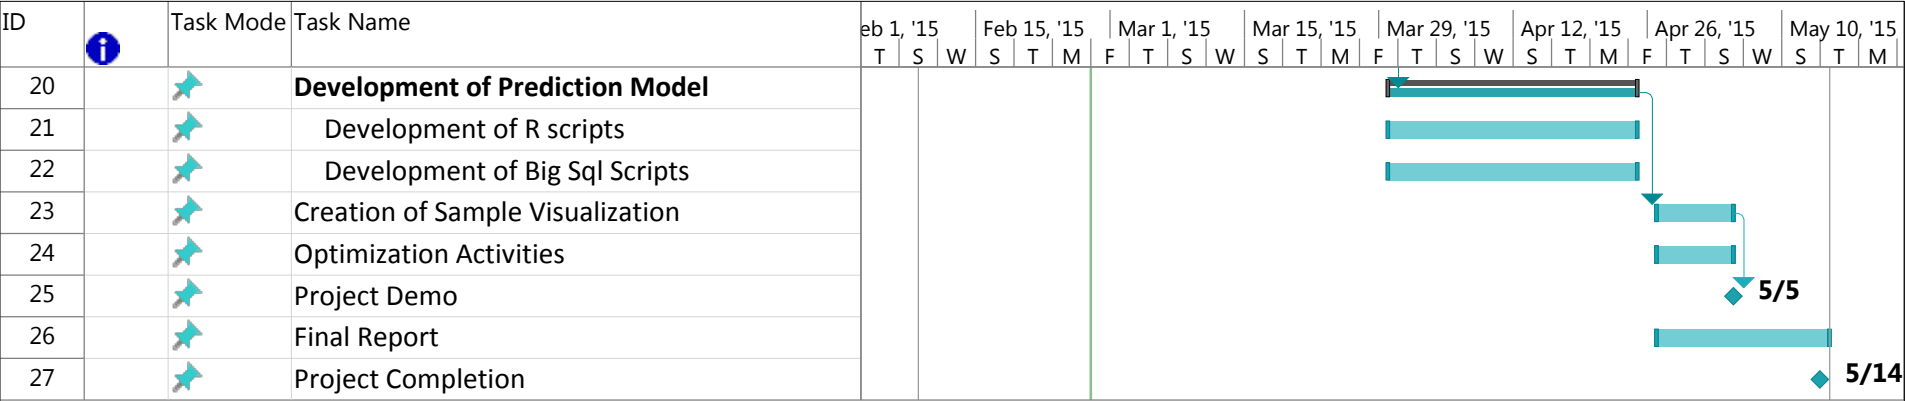 ID Task Mode Task Name eb 1, '15 Feb 15, '15 Mar 1, '15 Mar 15, '15 Mar 29, '15 Apr 12, '15 Apr 26, '15 May 10, '15
T S W S T M F T S W S T M F T S W S T M F T S W S T M
20 Development of Prediction Model
21 Development of R scripts
22 Development of Big Sql Scripts
23 Creation of Sample Visualization
24 Optimization Activities
25 Project Demo 5/5
26 Final Report
27 Project Completion 5/14